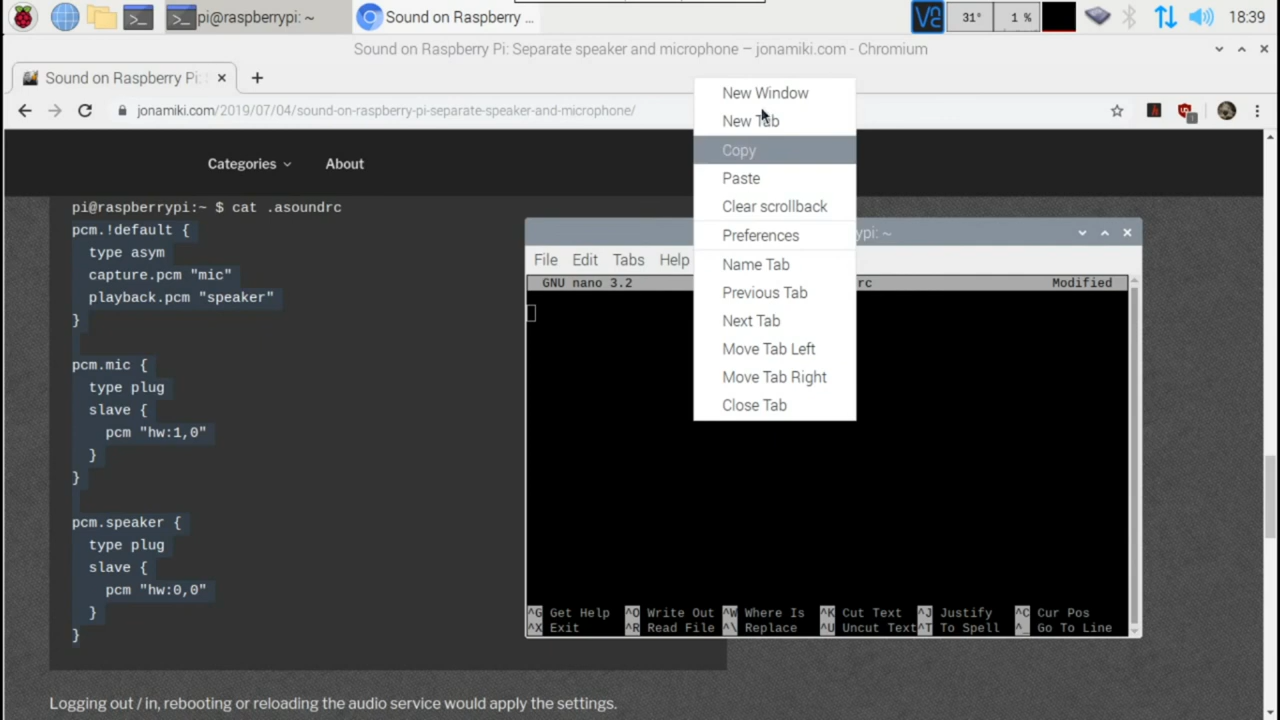 pi@raspberrypi: ~
Sound on Raspberry ...
31°
1 %
18:39
Sound on Raspberry Pi: Separate speaker and microphone – jonamiki.com - Chromium
Sound on Raspberry Pi:
jonamiki.com/2019/07/04/sound-on-raspberry-pi-separate-speaker-and-microphone/
Categories
About
pi@raspberrypi:~ $ cat .asoundrc
pcm.!default {
type asym
capture.pcm "mic"
playback.pcm "speaker"
}
pcm.mic {
type plug
slave {
pcm "hw:1,0"
}
}
pcm.speaker {
type plug
slave {
pcm "hw:0,0"
}
}
Logging out / in, rebooting or reloading the audio service would apply the settings.
New Window
New Tab
Copy
Paste
Clear scrollback
Preferences
Name Tab
Previous Tab
Next Tab
Move Tab Left
Move Tab Right
Close Tab
ypi: ~
File Edit Tabs Help
GNU nano 3.2 rc Modified
^G Get Help ^O Write Out ^W Where Is ^K Cut Text ^J Justify ^C Cur Pos
^X Exit ^R Read File ^\ Replace ^U Uncut Text ^T To Spell ^_ Go To Line